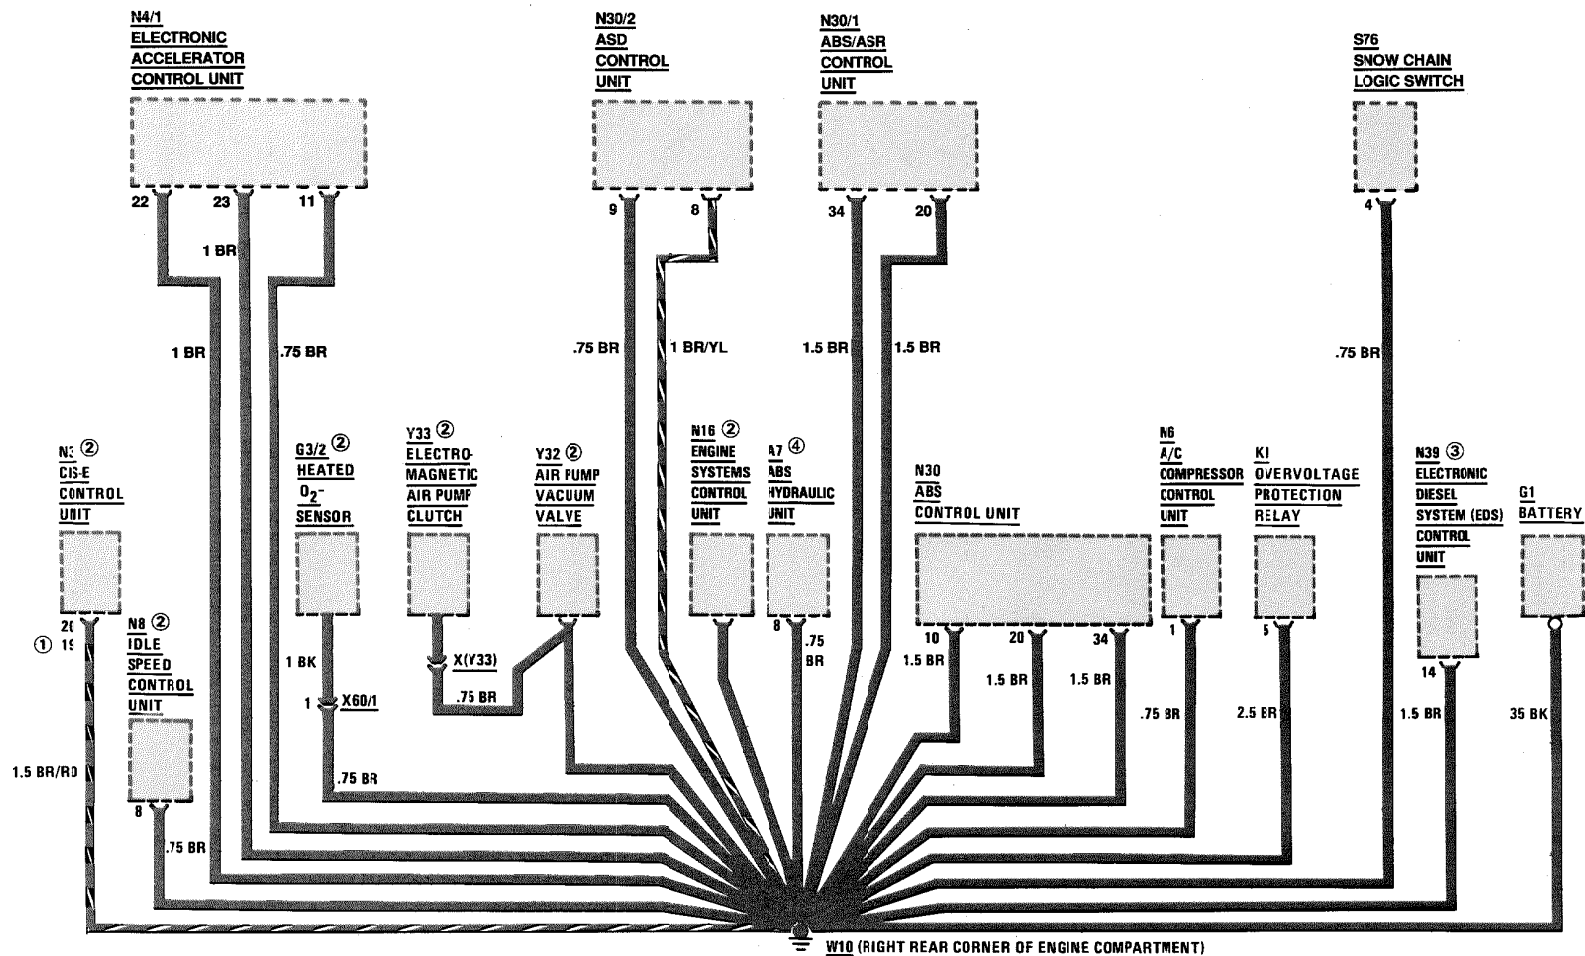 N4/1
ELECTRONIC
ACCELERATOR
CONTROL UNIT
N30/2
ASD
CONTROL
UNIT
N30/1
ABS/ASR
CONTROL
UNIT
S76
SNOW CHAIN
LOGIC SWITCH
22
23
11
9
8
34
20
4
1 BR
1 BR
.75 BR
.75 BR
1 BR/YL
1.5 BR
1.5 BR
.75 BR
N3 ②
CIS-E
CONTROL
UNIT
G3/2 ②
HEATED
O2-
SENSOR
Y33 ②
ELECTRO-
MAGNETIC
AIR PUMP
CLUTCH
Y32 ②
AIR PUMP
VACUUM
VALVE
N16 ②
ENGINE
SYSTEMS
CONTROL
UNIT
A7 ④
ABS
HYDRAULIC
UNIT
N30
ABS
CONTROL UNIT
N6
A/C
COMPRESSOR
CONTROL
UNIT
K1
OVERVOLTAGE
PROTECTION
RELAY
N39 ③
ELECTRONIC
DIESEL
SYSTEM (EDS)
CONTROL
UNIT
G1
BATTERY
20
① 19
N8 ②
IDLE
SPEED
CONTROL
UNIT
8
.75
BR
10
20
34
1
5
14
1 BK
X(Y33)
.75 BR
1 X60/1
1.5 BR
1.5 BR
1.5 BR
.75 BR
2.5 BR
1.5 BR
35 BK
1.5 BR/RD
.75 BR
8
.75 BR
W10 (RIGHT REAR CORNER OF ENGINE COMPARTMENT)